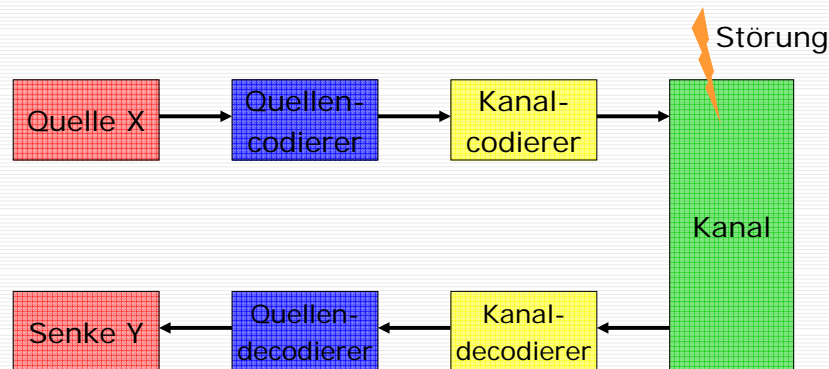 Störung
Quelle X
Quellen-
codierer
Kanal-
codierer
Kanal
Senke Y
Quellen-
decodierer
Kanal-
decodierer